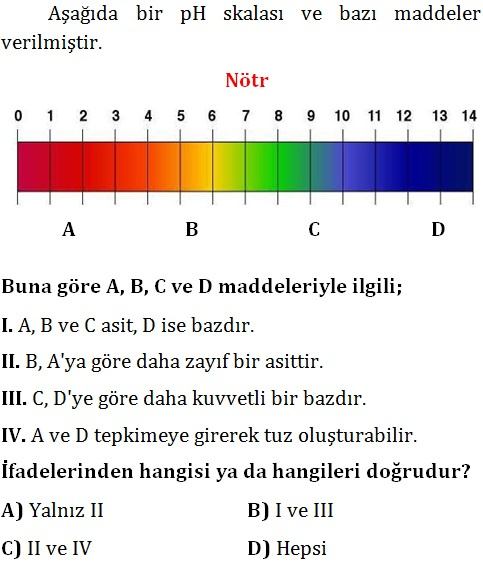 Aşağıda bir pH skalası ve bazı maddeler
verilmiştir.
Nötr
0 1 2 3 4 5 6 7 8 9 10 11 12 13 14
A B C D
Buna göre A, B, C ve D maddeleriyle ilgili;
I. A, B ve C asit, D ise bazdır.
II. B, A'ya göre daha zayıf bir asittir.
III. C, D'ye göre daha kuvvetli bir bazdır.
IV. A ve D tepkimeye girerek tuz oluşturabilir.
İfadelerinden hangisi ya da hangileri doğrudur?
A) Yalnız II B) I ve III
C) II ve IV D) Hepsi